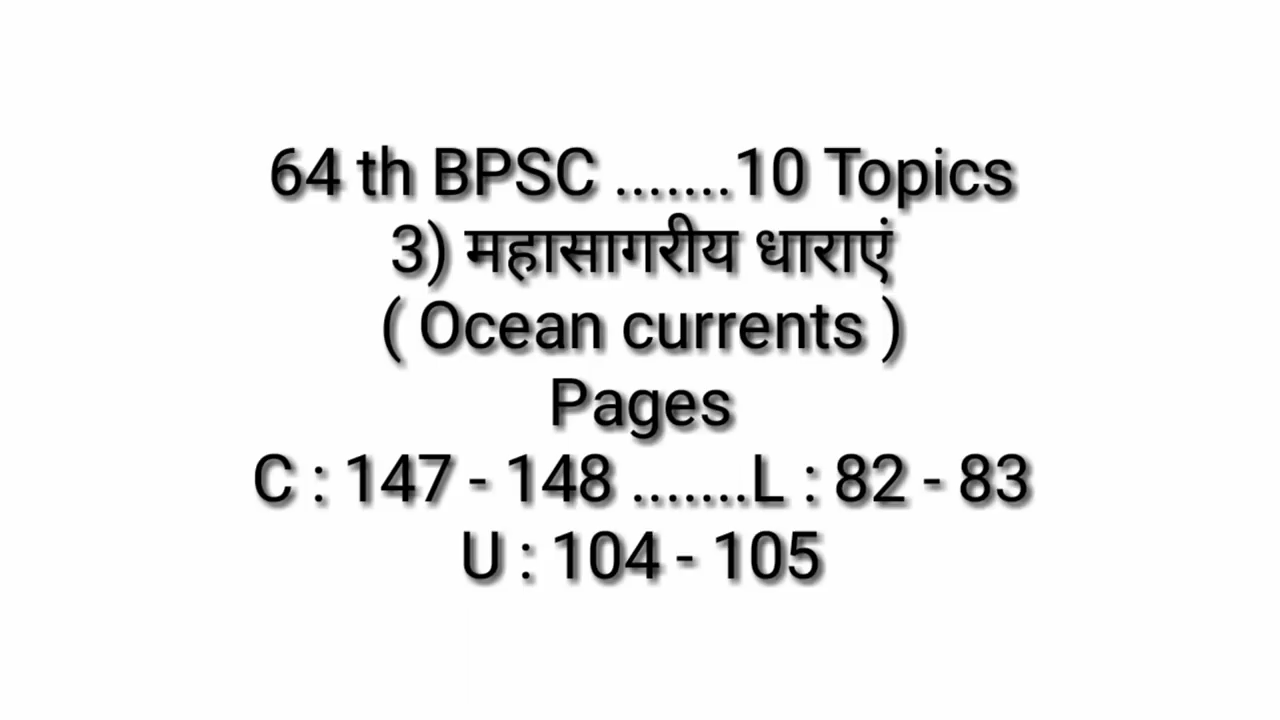 64 th BPSC .......10 Topics
3) महासागरीय धाराएं
( Ocean currents )
Pages
C : 147 - 148 .......L : 82 - 83
U : 104 - 105